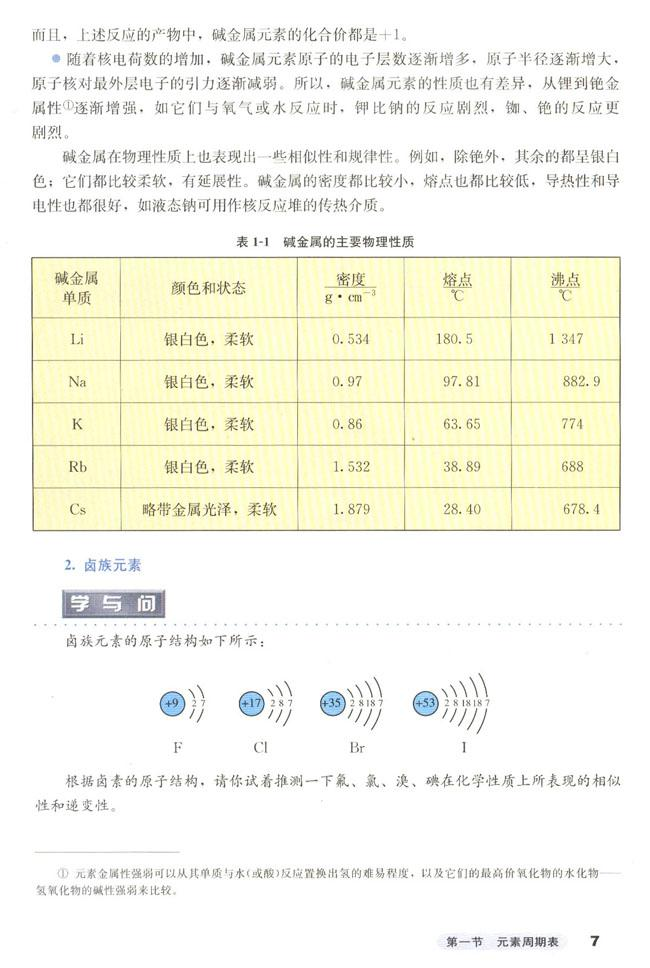 而且，上述反应的产物中，碱金属元素的化合价都是+1。
● 随着核电荷数的增加，碱金属元素原子的电子层数逐渐增多，原子半径逐渐增大，
原子核对最外层电子的引力逐渐减弱。所以，碱金属元素的性质也有差异，从锂到铯金
属性①逐渐增强，如它们与氧气或水反应时，钾比钠的反应剧烈，铷、铯的反应更
剧烈。
碱金属在物理性质上也表现出一些相似性和规律性。例如，除铯外，其余的都呈银白
色；它们都比较柔软，有延展性。碱金属的密度都比较小，熔点也都比较低，导热性和导
电性也都很好，如液态钠可用作核反应堆的传热介质。
表 1-1 碱金属的主要物理性质
碱金属
单质
颜色和状态
密度
g·cm⁻³
熔点
℃
沸点
℃
Li 银白色，柔软 0.534 180.5 1 347
Na 银白色，柔软 0.97 97.81 882.9
K 银白色，柔软 0.86 63.65 774
Rb 银白色，柔软 1.532 38.89 688
Cs 略带金属光泽，柔软 1.879 28.40 678.4
2. 卤族元素
学与问
卤族元素的原子结构如下所示：
+9 2 7 +17 2 8 7 +35 2 8 18 7 +53 2 8 18 18 7
F Cl Br I
根据卤素的原子结构，请你试着推测一下氟、氯、溴、碘在化学性质上所表现的相似
性和递变性。
① 元素金属性强弱可以从其单质与水(或酸)反应置换出氢的难易程度，以及它们的最高价氧化物的水化物——
氢氧化物的碱性强弱来比较。
第一节 元素周期表 7